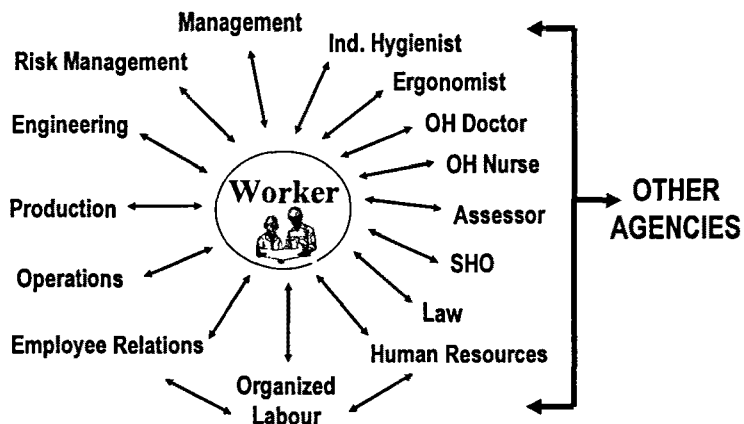 Management
Ind. Hygienist
Risk Management
Ergonomist
Engineering
OH Doctor
OH Nurse
Worker
Production
Assessor
OTHER
AGENCIES
SHO
Operations
Law
Employee Relations
Human Resources
Organized
Labour